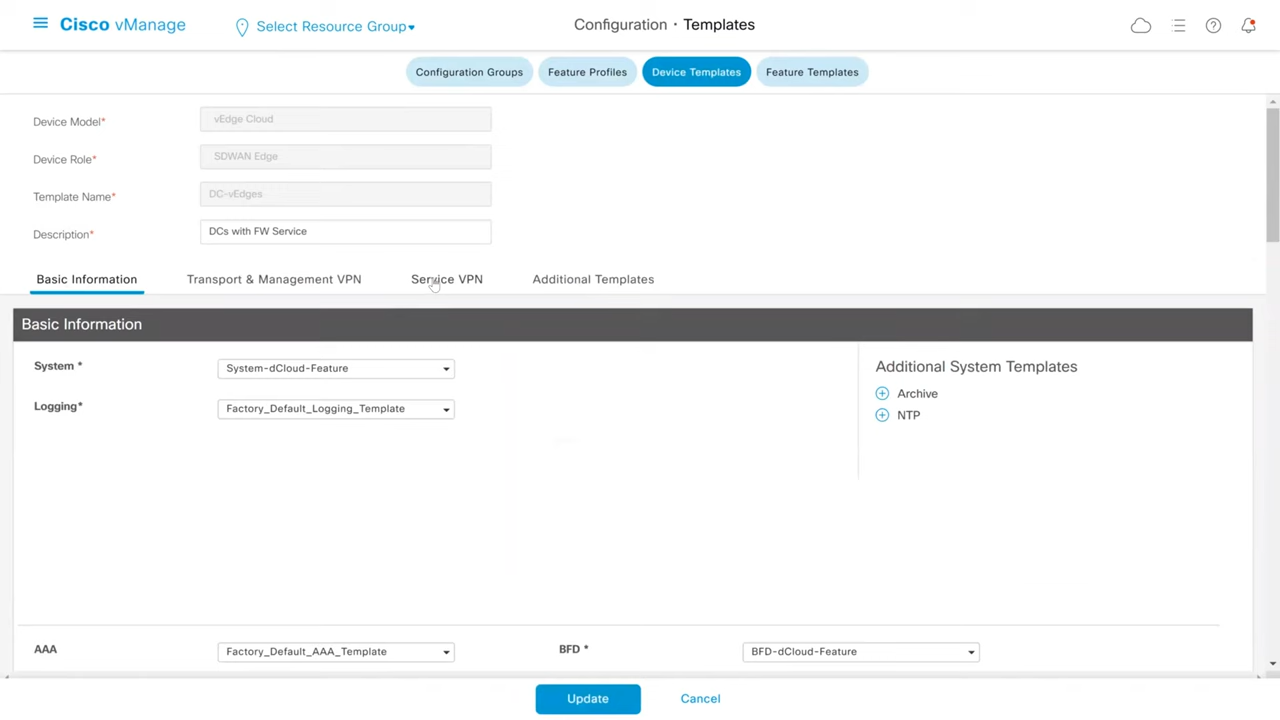 Cisco vManage
Select Resource Group▾
Configuration · Templates
Configuration Groups
Feature Profiles
Device Templates
Feature Templates
Device Model*
vEdge Cloud
Device Role*
SDWAN Edge
Template Name*
DC-vEdges
Description*
DCs with FW Service
Basic Information
Transport & Management VPN
Service VPN
Additional Templates
Basic Information
System *
System-dCloud-Feature
Logging*
Factory_Default_Logging_Template
Additional System Templates
Archive
NTP
AAA
Factory_Default_AAA_Template
BFD *
BFD-dCloud-Feature
Update
Cancel